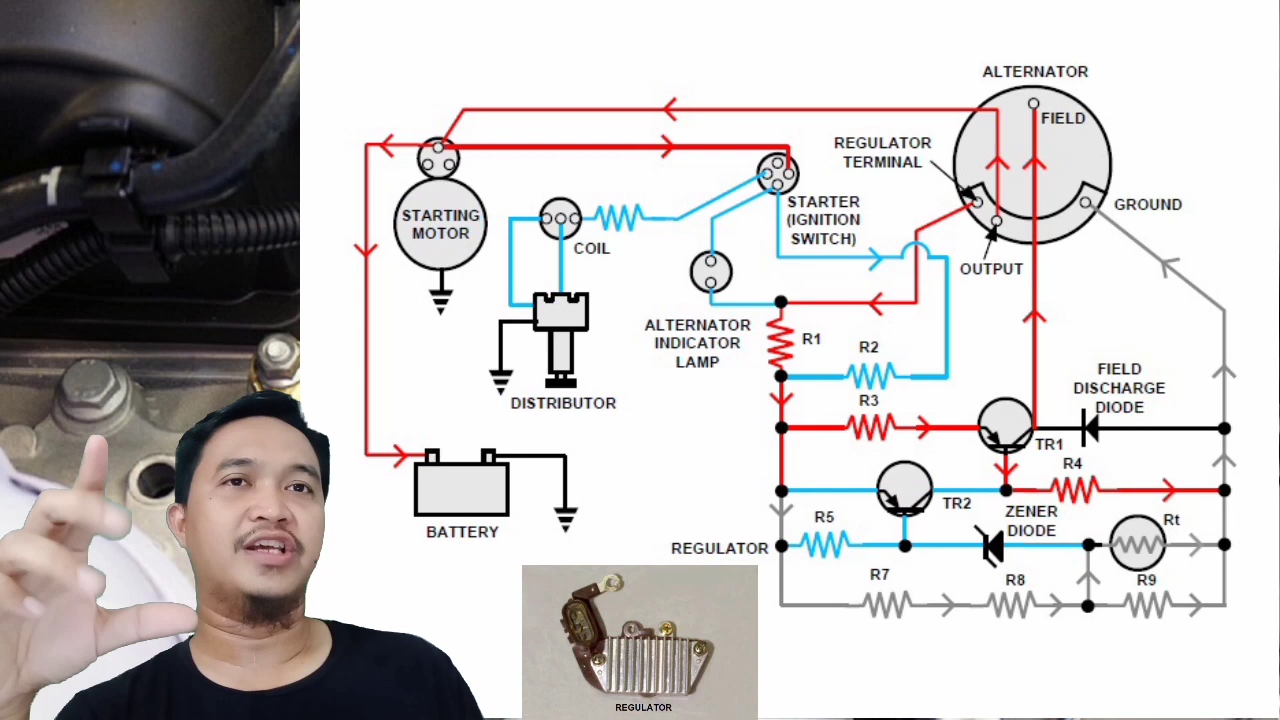 ALTERNATOR
FIELD
REGULATOR
TERMINAL
GROUND
OUTPUT
STARTER
(IGNITION
SWITCH)
STARTING
MOTOR
COIL
ALTERNATOR
INDICATOR
LAMP
DISTRIBUTOR
BATTERY
R1
R2
R3
FIELD
DISCHARGE
DIODE
TR1
R4
TR2
ZENER
DIODE
Rt
R5
REGULATOR
R7
R8
R9
REGULATOR